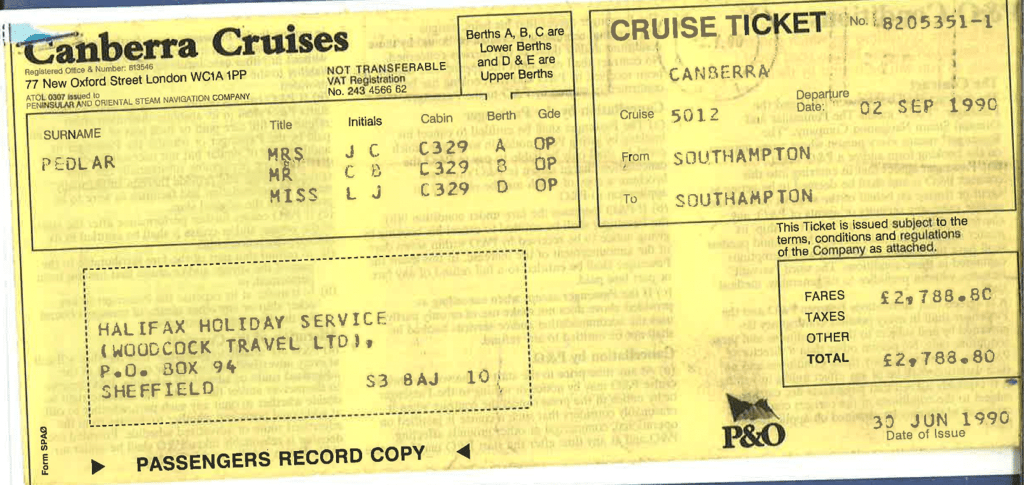 Canberra Cruises
Registered Office & Number: 813546
77 New Oxford Street London WC1A 1PP
ATOL 0307 issued to
PENINSULAR AND ORIENTAL STEAM NAVIGATION COMPANY
NOT TRANSFERABLE
VAT Registration
No. 243 4566 62
Berths A, B, C are
Lower Berths
and D & E are
Upper Berths
CRUISE TICKET No. 8205351-1
CANBERRA
Cruise 5012 Departure Date: 02 SEP 1990
From SOUTHAMPTON
To SOUTHAMPTON
SURNAME Title Initials Cabin Berth Gde
PEDLAR MRS J C C329 A OP
MR C B C329 B OP
MISS L J C329 D OP
This Ticket is issued subject to the
terms, conditions and regulations
of the Company as attached.
FARES £2,788.80
TAXES
OTHER
TOTAL £2,788.80
HALIFAX HOLIDAY SERVICE
(WOODCOCK TRAVEL LTD),
P.O. BOX 94
SHEFFIELD S3 8AJ 10
P&O
30 JUN 1990
Date of Issue
Form SPAØ
PASSENGERS RECORD COPY